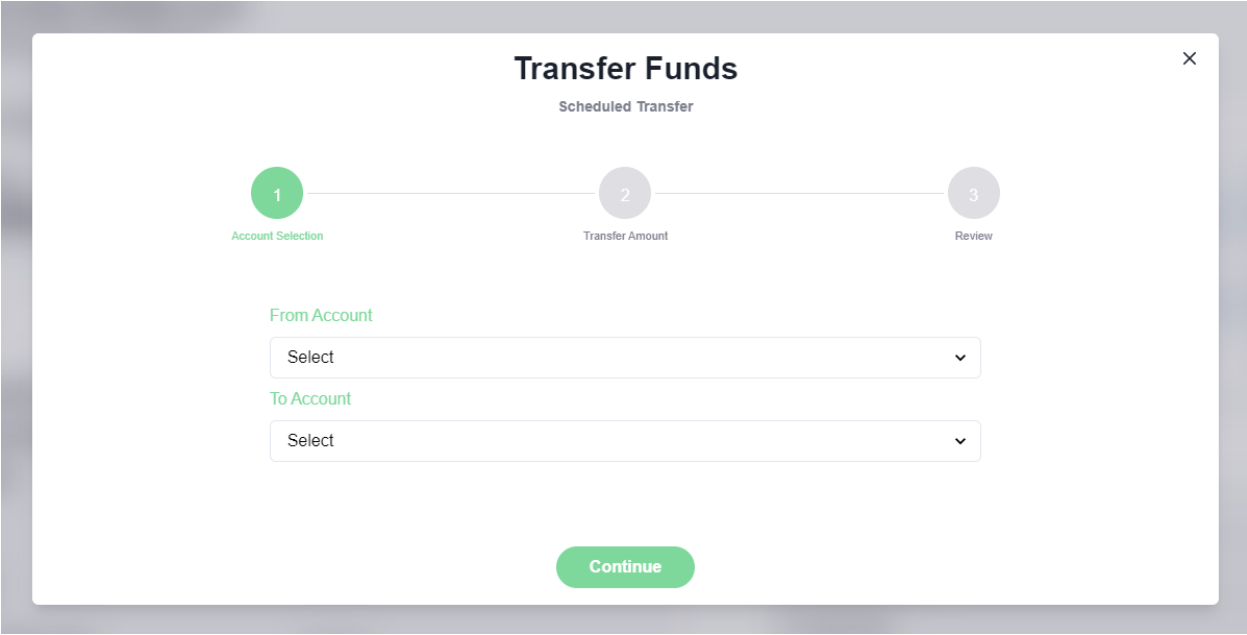 Transfer Funds
Scheduled Transfer
1
2
3
Account Selection
Transfer Amount
Review
From Account
Select
To Account
Select
Continue